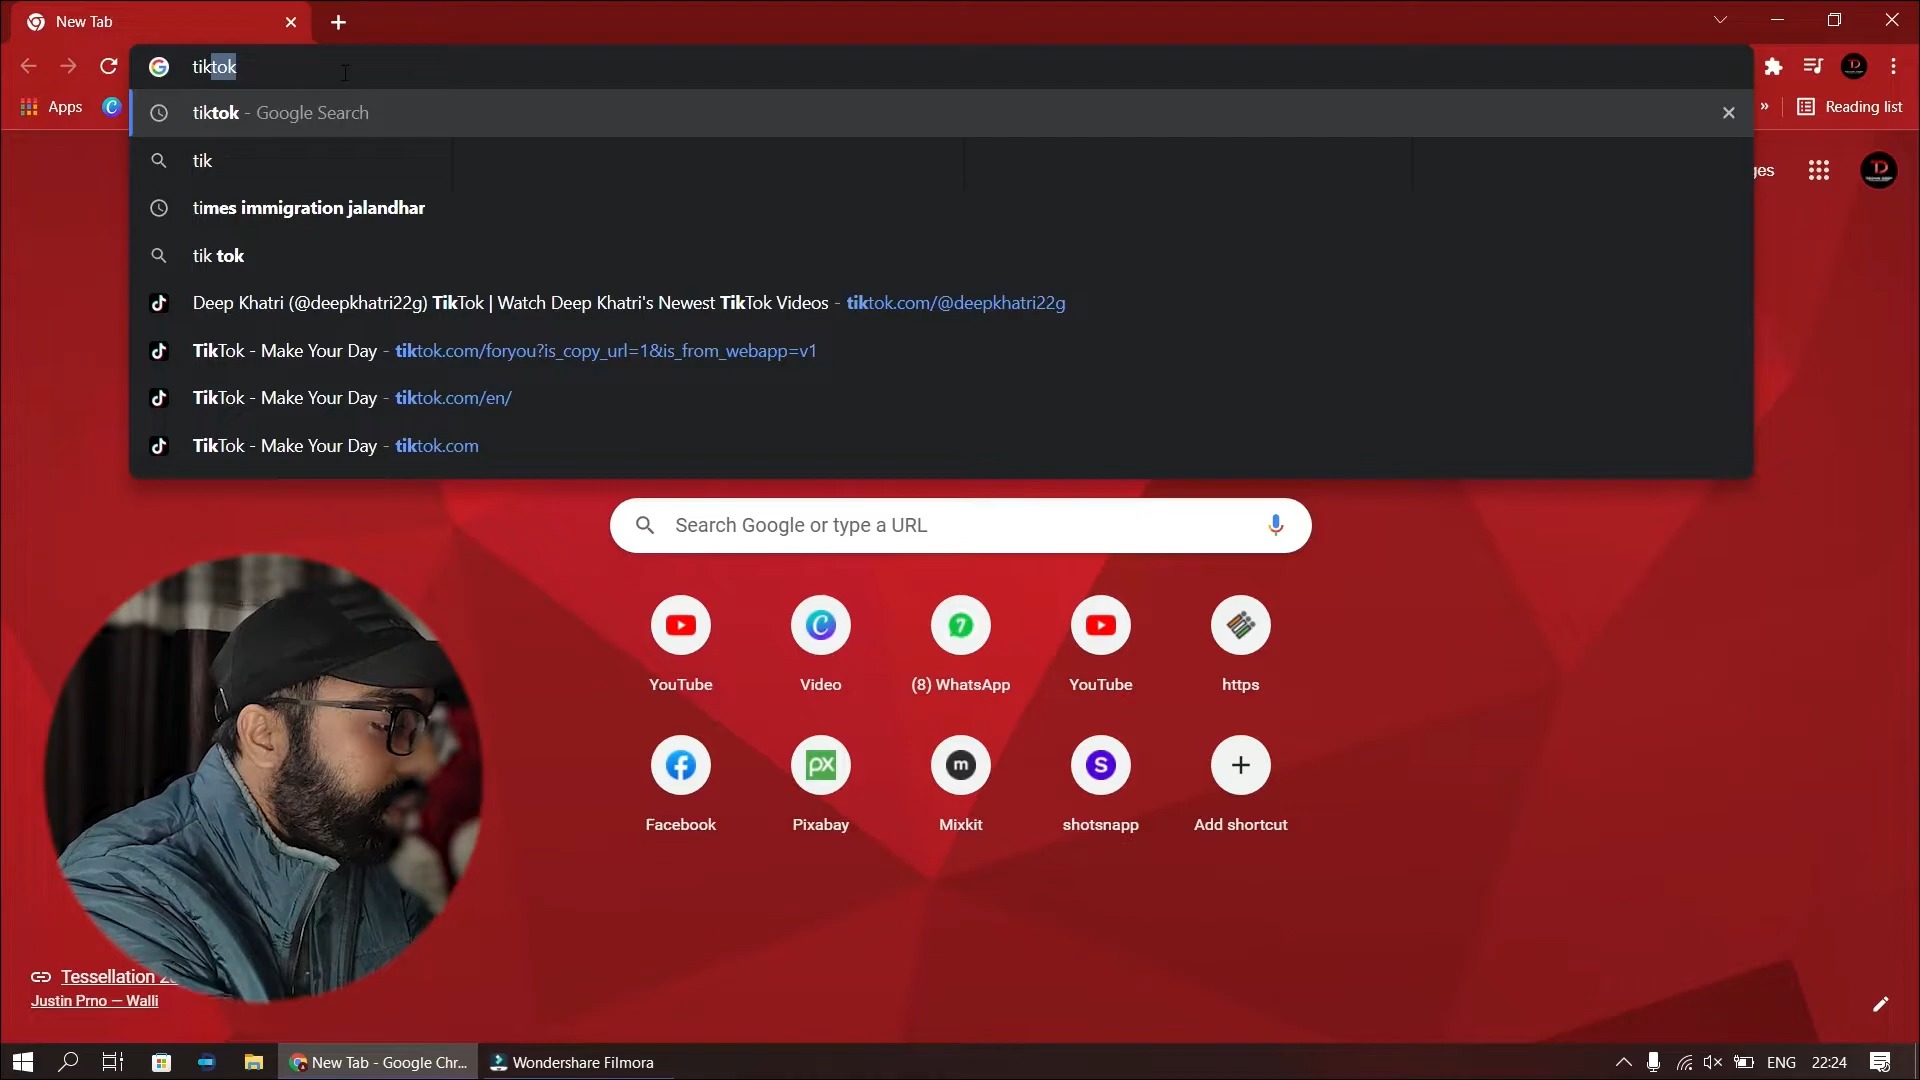 New Tab
tiktok
Apps
tiktok - Google Search
Reading list
tik
ges
times immigration jalandhar
tik tok
Deep Khatri (@deepkhatri22g) TikTok | Watch Deep Khatri's Newest TikTok Videos - tiktok.com/@deepkhatri22g
TikTok - Make Your Day - tiktok.com/foryou?is_copy_url=1&is_from_webapp=v1
TikTok - Make Your Day - tiktok.com/en/
TikTok - Make Your Day - tiktok.com
Search Google or type a URL
YouTube
Video
(8) WhatsApp
YouTube
https
Facebook
Pixabay
Mixkit
shotsnapp
Add shortcut
Tessellation
Justin Prno — Walli
New Tab - Google Chr...
Wondershare Filmora
ENG
22:24